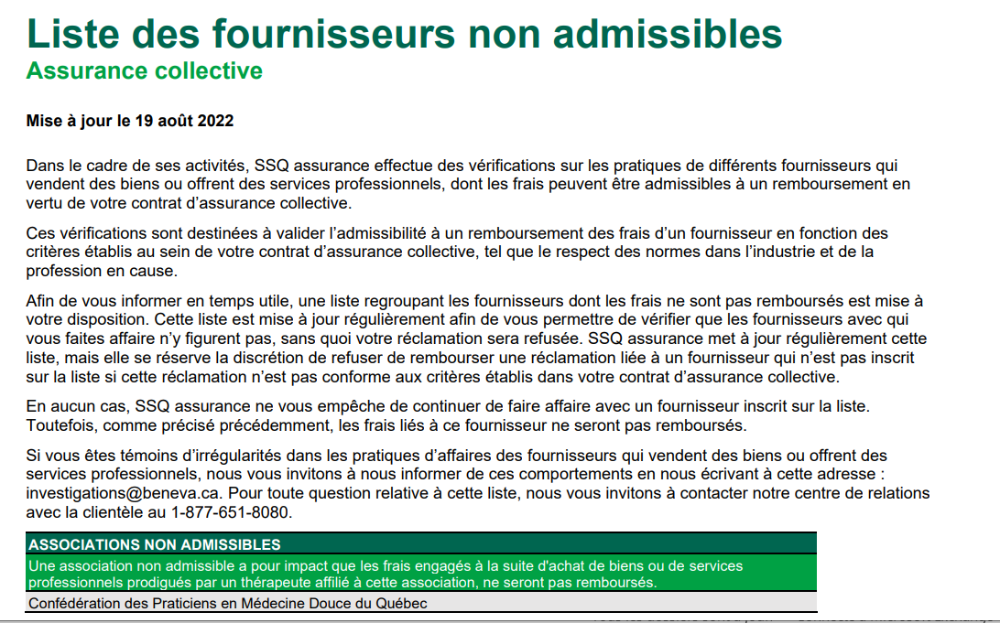 Liste des fournisseurs non admissibles
Assurance collective
Mise à jour le 19 août 2022
Dans le cadre de ses activités, SSQ assurance effectue des vérifications sur les pratiques de différents fournisseurs qui
vendent des biens ou offrent des services professionnels, dont les frais peuvent être admissibles à un remboursement en
vertu de votre contrat d’assurance collective.
Ces vérifications sont destinées à valider l’admissibilité à un remboursement des frais d’un fournisseur en fonction des
critères établis au sein de votre contrat d’assurance collective, tel que le respect des normes dans l’industrie et de la
profession en cause.
Afin de vous informer en temps utile, une liste regroupant les fournisseurs dont les frais ne sont pas remboursés est mise à
votre disposition. Cette liste est mise à jour régulièrement afin de vous permettre de vérifier que les fournisseurs avec qui
vous faites affaire n’y figurent pas, sans quoi votre réclamation sera refusée. SSQ assurance met à jour régulièrement cette
liste, mais elle se réserve la discrétion de refuser de rembourser une réclamation liée à un fournisseur qui n’est pas inscrit
sur la liste si cette réclamation n’est pas conforme aux critères établis dans votre contrat d’assurance collective.
En aucun cas, SSQ assurance ne vous empêche de continuer de faire affaire avec un fournisseur inscrit sur la liste.
Toutefois, comme précisé précédemment, les frais liés à ce fournisseur ne seront pas remboursés.
Si vous êtes témoins d’irrégularités dans les pratiques d’affaires des fournisseurs qui vendent des biens ou offrent des
services professionnels, nous vous invitons à nous informer de ces comportements en nous écrivant à cette adresse :
investigations@beneva.ca. Pour toute question relative à cette liste, nous vous invitons à contacter notre centre de relations
avec la clientèle au 1-877-651-8080.
ASSOCIATIONS NON ADMISSIBLES
Une association non admissible a pour impact que les frais engagés à la suite d'achat de biens ou de services
professionnels prodigués par un thérapeute affilié à cette association, ne seront pas remboursés.
Confédération des Praticiens en Médecine Douce du Québec